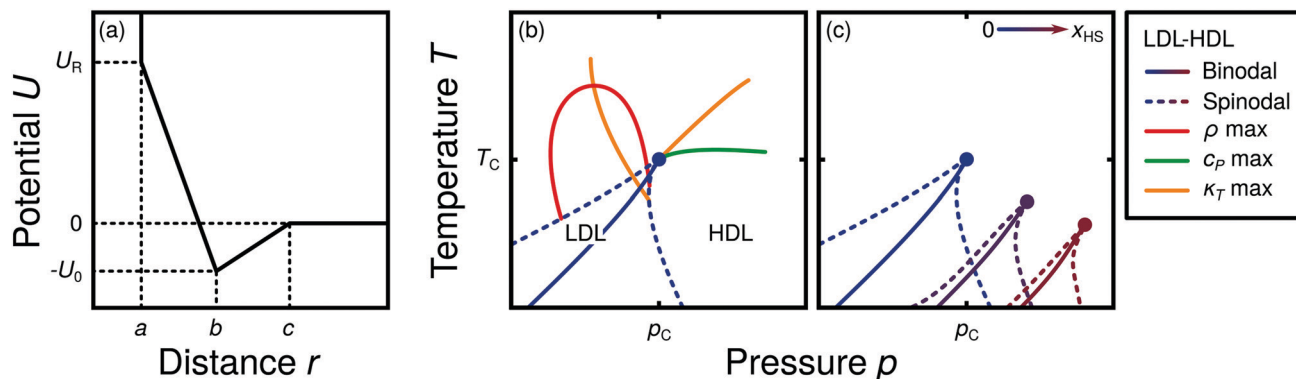 (a)
Potential U
U_R
0
-U_0
a
b
c
Distance r
(b)
Temperature T
T_C
LDL
HDL
p_C
(c)
0
x_HS
p_C
Pressure p
LDL-HDL
Binodal
Spinodal
ρ max
c_P max
κ_T max